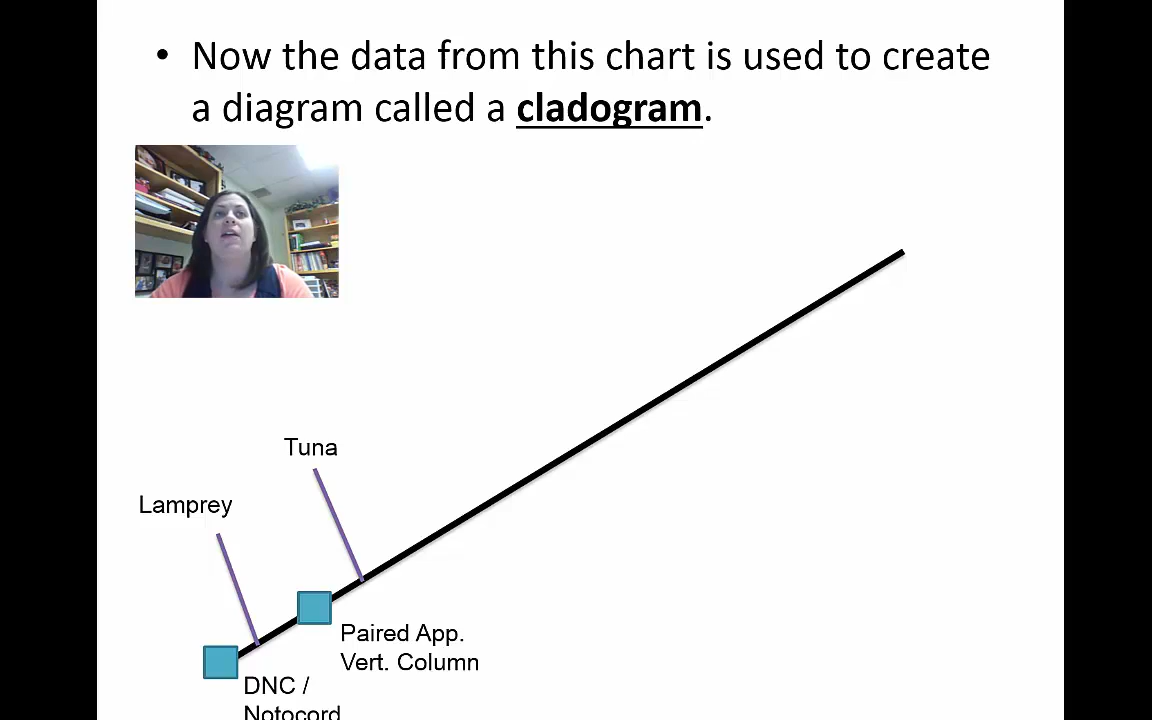 • Now the data from this chart is used to create
a diagram called a cladogram.
Tuna
Lamprey
Paired App.
Vert. Column
DNC /
Notocord